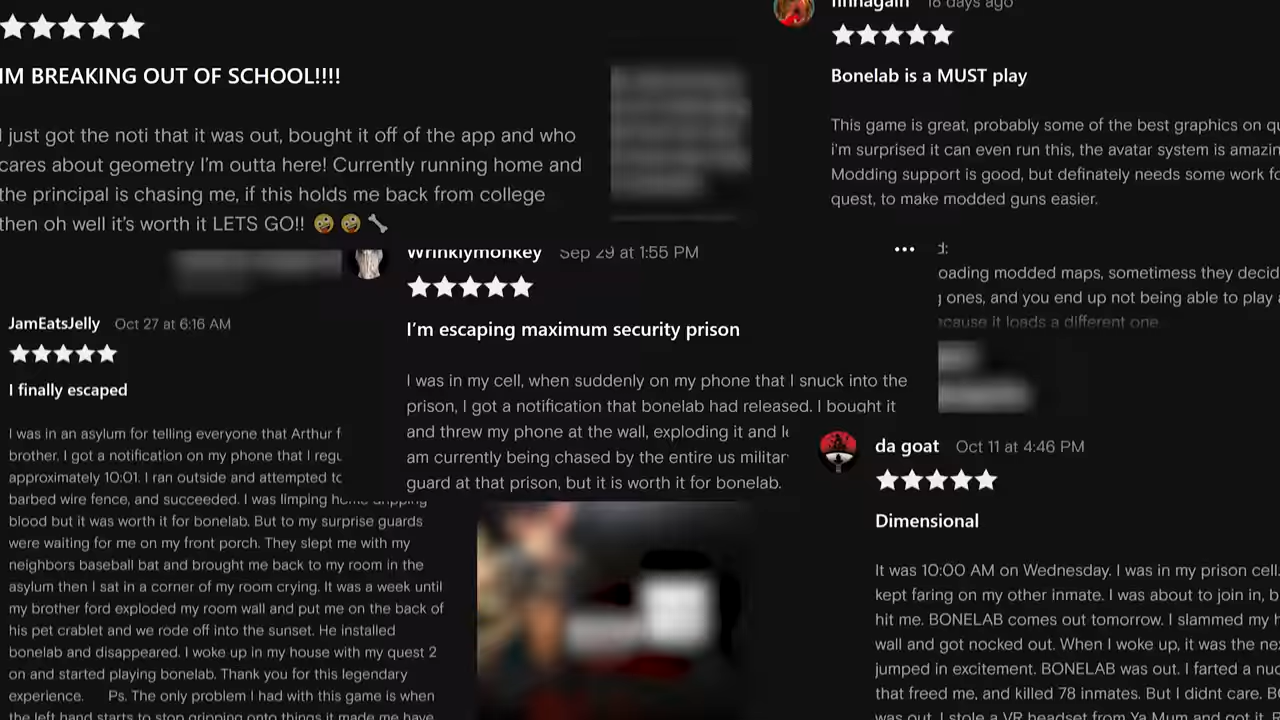 IM BREAKING OUT OF SCHOOL!!!!
I just got the noti that it was out, bought it off of the app and who
cares about geometry I'm outta here! Currently running home and
the principal is chasing me, if this holds me back from college
then oh well it's worth it LETS GO!! 🤪 🤪 🦴
finnagain 18 days ago
Bonelab is a MUST play
This game is great, probably some of the best graphics on
i'm surprised it can even run this, the avatar system is
Modding support is good, but definately needs some work
quest, to make modded guns easier.
Wrinklymonkey Sep 29 at 1:55 PM
I'm escaping maximum security prison
I was in my cell, when suddenly on my phone that I snuck into the
prison, I got a notification that bonelab had released. I bought it
and threw my phone at the wall, exploding it and
am currently being chased by the entire us
guard at that prison, but it is worth it for bonelab.
modded maps, sometimess they
ones, and you end up not being able to play
it loads a different one.
JamEatsJelly Oct 27 at 6:16 AM
I finally escaped
I was in an asylum for telling everyone that Arthur
brother. I got a notification on my phone that I
approximately 10:01. I ran outside and attempted
barbed wire fence, and succeeded. I was limping
blood but it was worth it for bonelab. But to my surprise guards
were waiting for me on my front porch. They slept me with my
neighbors baseball bat and brought me back to my room in the
asylum then I sat in a corner of my room crying. It was a week until
my brother ford exploded my room wall and put me on the back of
his pet crablet and we rode off into the sunset. He installed
bonelab and disappeared. I woke up in my house with my quest 2
on and started playing bonelab. Thank you for this legendary
experience. Ps. The only problem I had with this game is when
the left hand starts to stop gripping onto things it made me have
da goat Oct 11 at 4:46 PM
Dimensional
It was 10:00 AM on Wednesday. I was in my prison cell.
kept faring on my other inmate. I was about to join in,
hit me. BONELAB comes out tomorrow. I slammed my
wall and got nocked out. When I woke up, it was the
jumped in excitement. BONELAB was out. I farted a
that freed me, and killed 78 inmates. But I didnt care.
was out. I stole a VR headset from Ya Mum and got it.